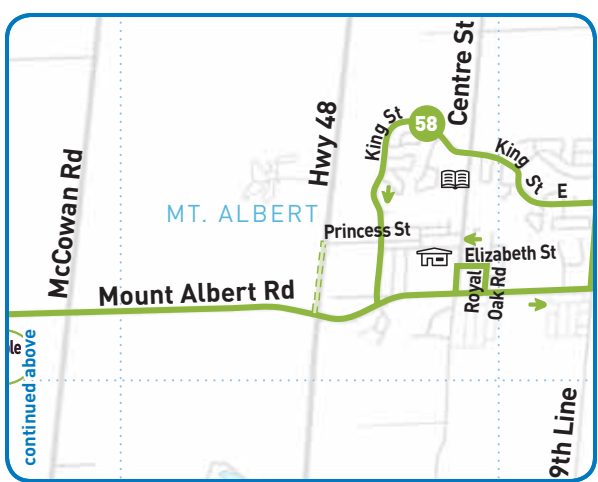 Centre St
58
King St
Hwy 48
King St
E
McCowan Rd
MT. ALBERT
Princess St
Elizabeth St
Royal
Oak Rd
Mount Albert Rd
le
continued above
9th Line